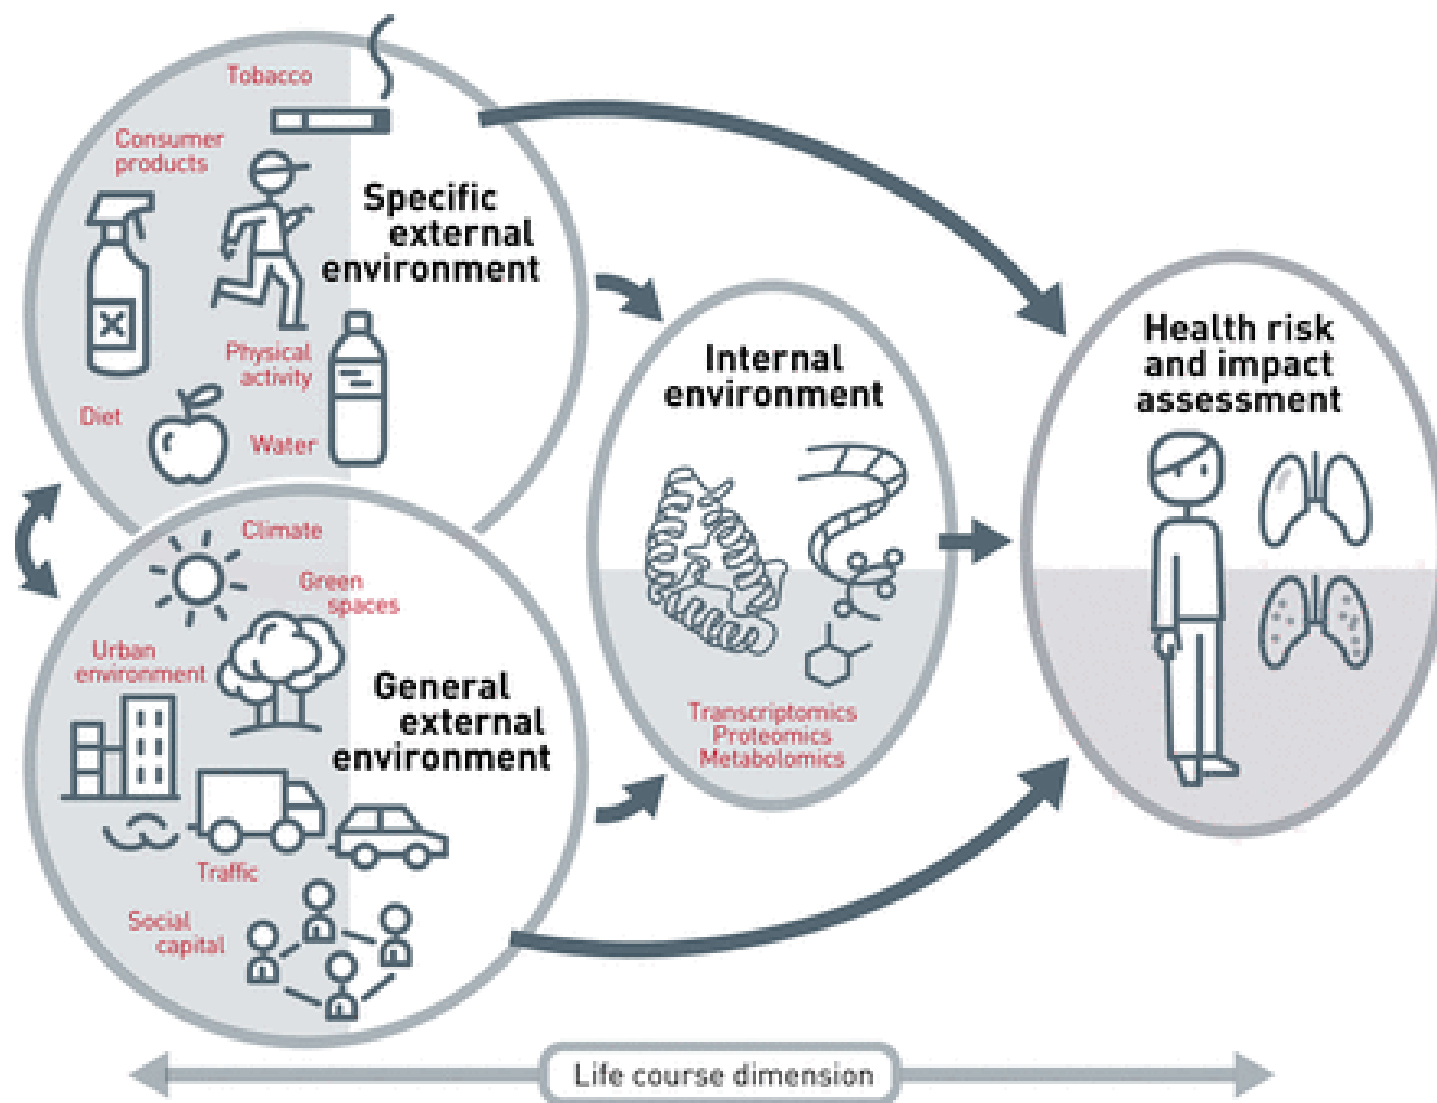 Tobacco
Consumer
products
Specific
external
environment
Physical
activity
Diet
Water
Climate
Green
spaces
Urban
environment
General
external
environment
Traffic
Social
capital
Internal
environment
Transcriptomics
Proteomics
Metabolomics
Health risk
and impact
assessment
Life course dimension